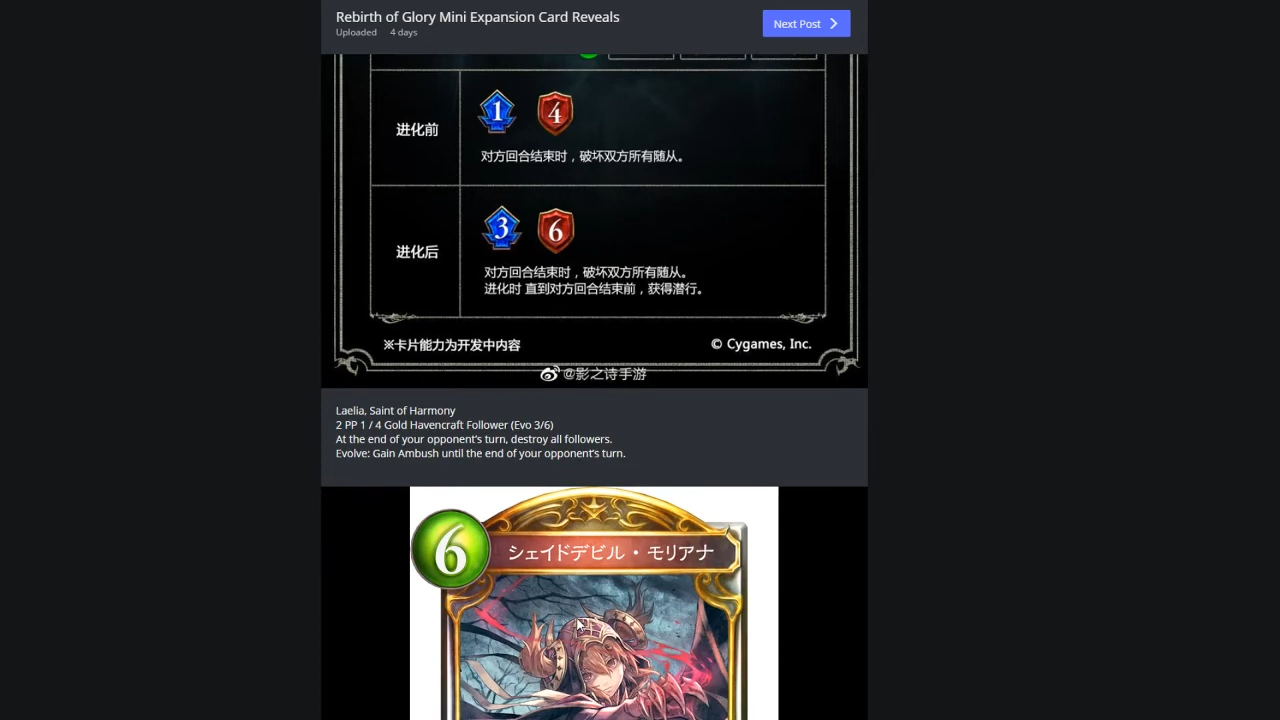 Rebirth of Glory Mini Expansion Card Reveals
Uploaded 4 days
Next Post
进化前
1 4
对方回合结束时，破坏双方所有随从。
进化后
3 6
对方回合结束时，破坏双方所有随从。
进化时 直到对方回合结束前，获得潜行。
※卡片能力为开发中内容
© Cygames, Inc.
@影之诗手游
Laelia, Saint of Harmony
2 PP 1 / 4 Gold Havencraft Follower (Evo 3/6)
At the end of your opponent’s turn, destroy all followers.
Evolve: Gain Ambush until the end of your opponent’s turn.
6
シェイドデビル・モリアナ